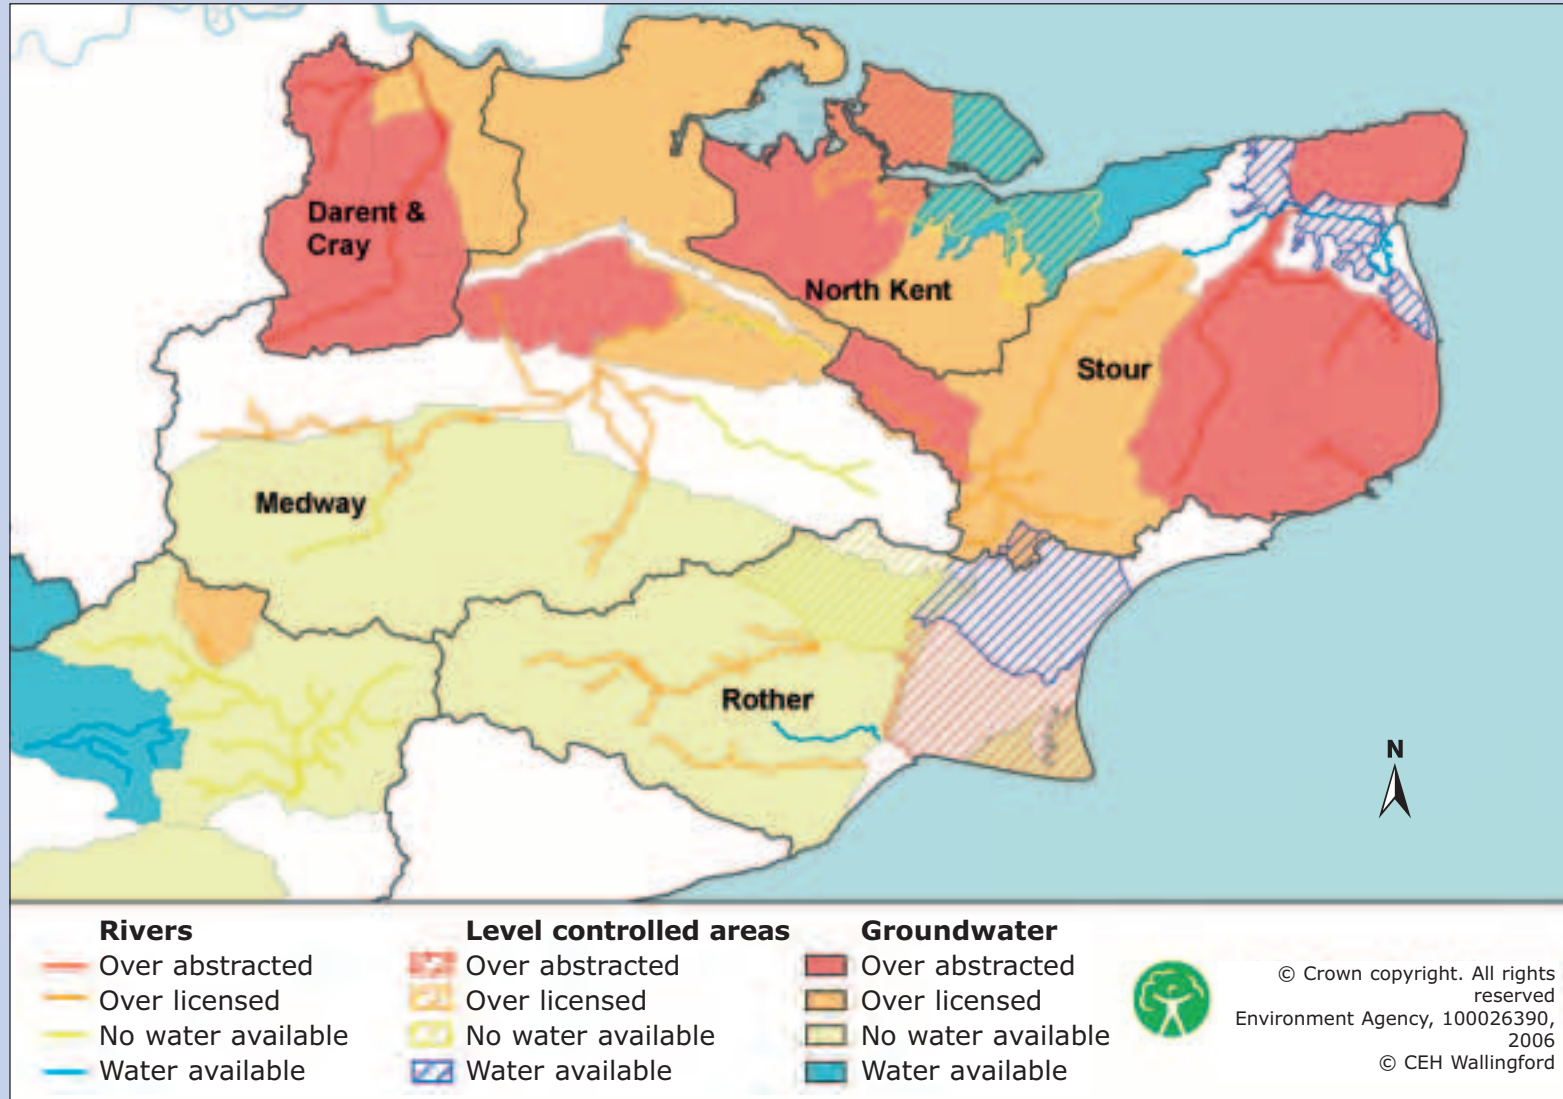 Darent &
Cray
North Kent
Stour
Medway
Rother
N
Rivers
Over abstracted
Over licensed
No water available
Water available
Level controlled areas
Over abstracted
Over licensed
No water available
Water available
Groundwater
Over abstracted
Over licensed
No water available
Water available
© Crown copyright. All rights
reserved
Environment Agency, 100026390,
2006
© CEH Wallingford